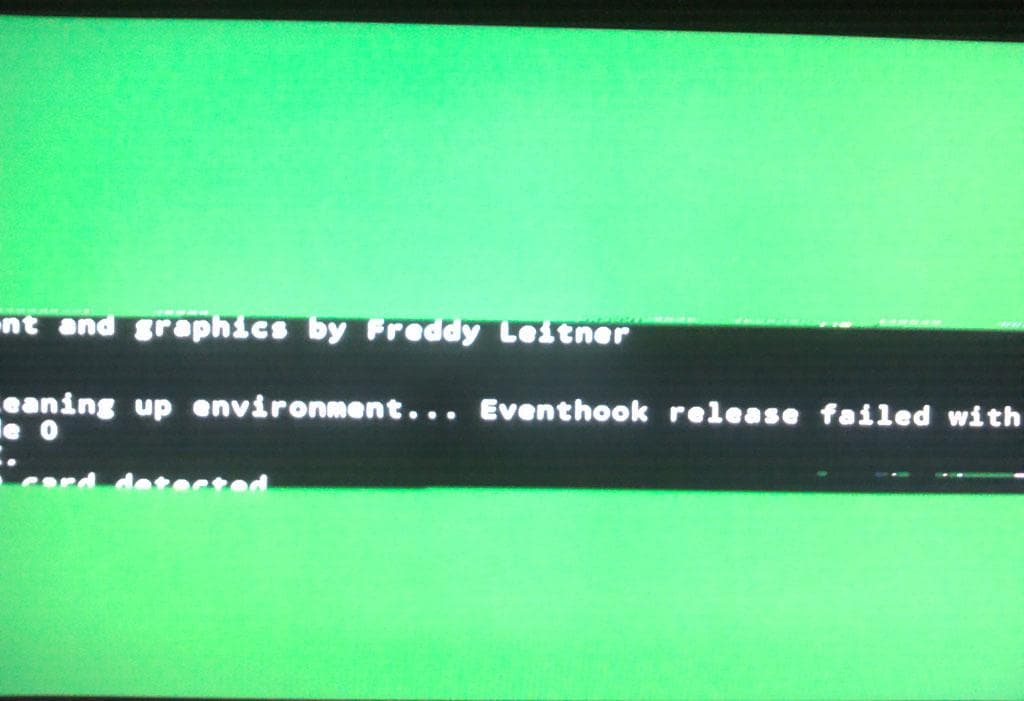 nt and graphics by Freddy Leitner
eaning up environment... Eventhook release failed with
e 0
.
card detected